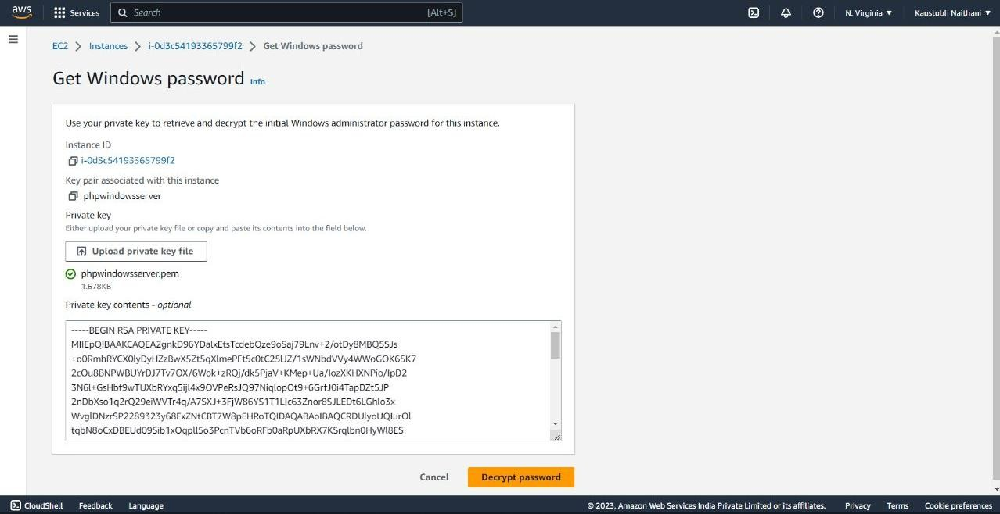 aws
Services
Search
[Alt+S]
N. Virginia
Kaustubh Naithani
EC2
Instances
i-0d3c54193365799f2
Get Windows password
Get Windows password Info
Use your private key to retrieve and decrypt the initial Windows administrator password for this instance.
Instance ID
i-0d3c54193365799f2
Key pair associated with this instance
phpwindowsserver
Private key
Either upload your private key file or copy and paste its contents into the field below.
Upload private key file
phpwindowsserver.pem
1.678KB
Private key contents - optional
-----BEGIN RSA PRIVATE KEY-----
MIIEpQIBAAKCAQEA2gnkD96YDalxEtsTcdebQze9oSaj79Lnv+2/otDy8MBQ5SJs
+o0RmhRYCX0lyDyHZzBwX5Zt5qXlmePFt5c0tC25lJZ/1sWNbdVVy4WWoGOK65K7
2cOu8BNPWBUYrDJ7Tv7OX/6Wok+zRQj/dk5PjaV+KMep+Ua/IozXKHXNPio/IpD2
3N6l+GsHbf9wTUXbRYxq5ijl4x9OVPeRsJQ97NiqlopOt9+6GrfJ0i4TapDZt5JP
2nDbXso1q2rQ29eiWVTr4q/A7SXJ+3FjW86YS1T1LIc63Znor8SJLEDt6LGhlo3x
WvglDNzrSP2289323y68FxZNtCBT7W8pEHRoTQIDAQABAoIBAQCRDUlyoUQIurOl
tqbN8oCxDBEUd09Sib1xOqpll5o3PcnTVb6oRFb0aRpUXbRX7KSrqlbn0HyWl8ES
Cancel
Decrypt password
CloudShell
Feedback
Language
© 2023, Amazon Web Services India Private Limited or its affiliates.
Privacy
Terms
Cookie preferences